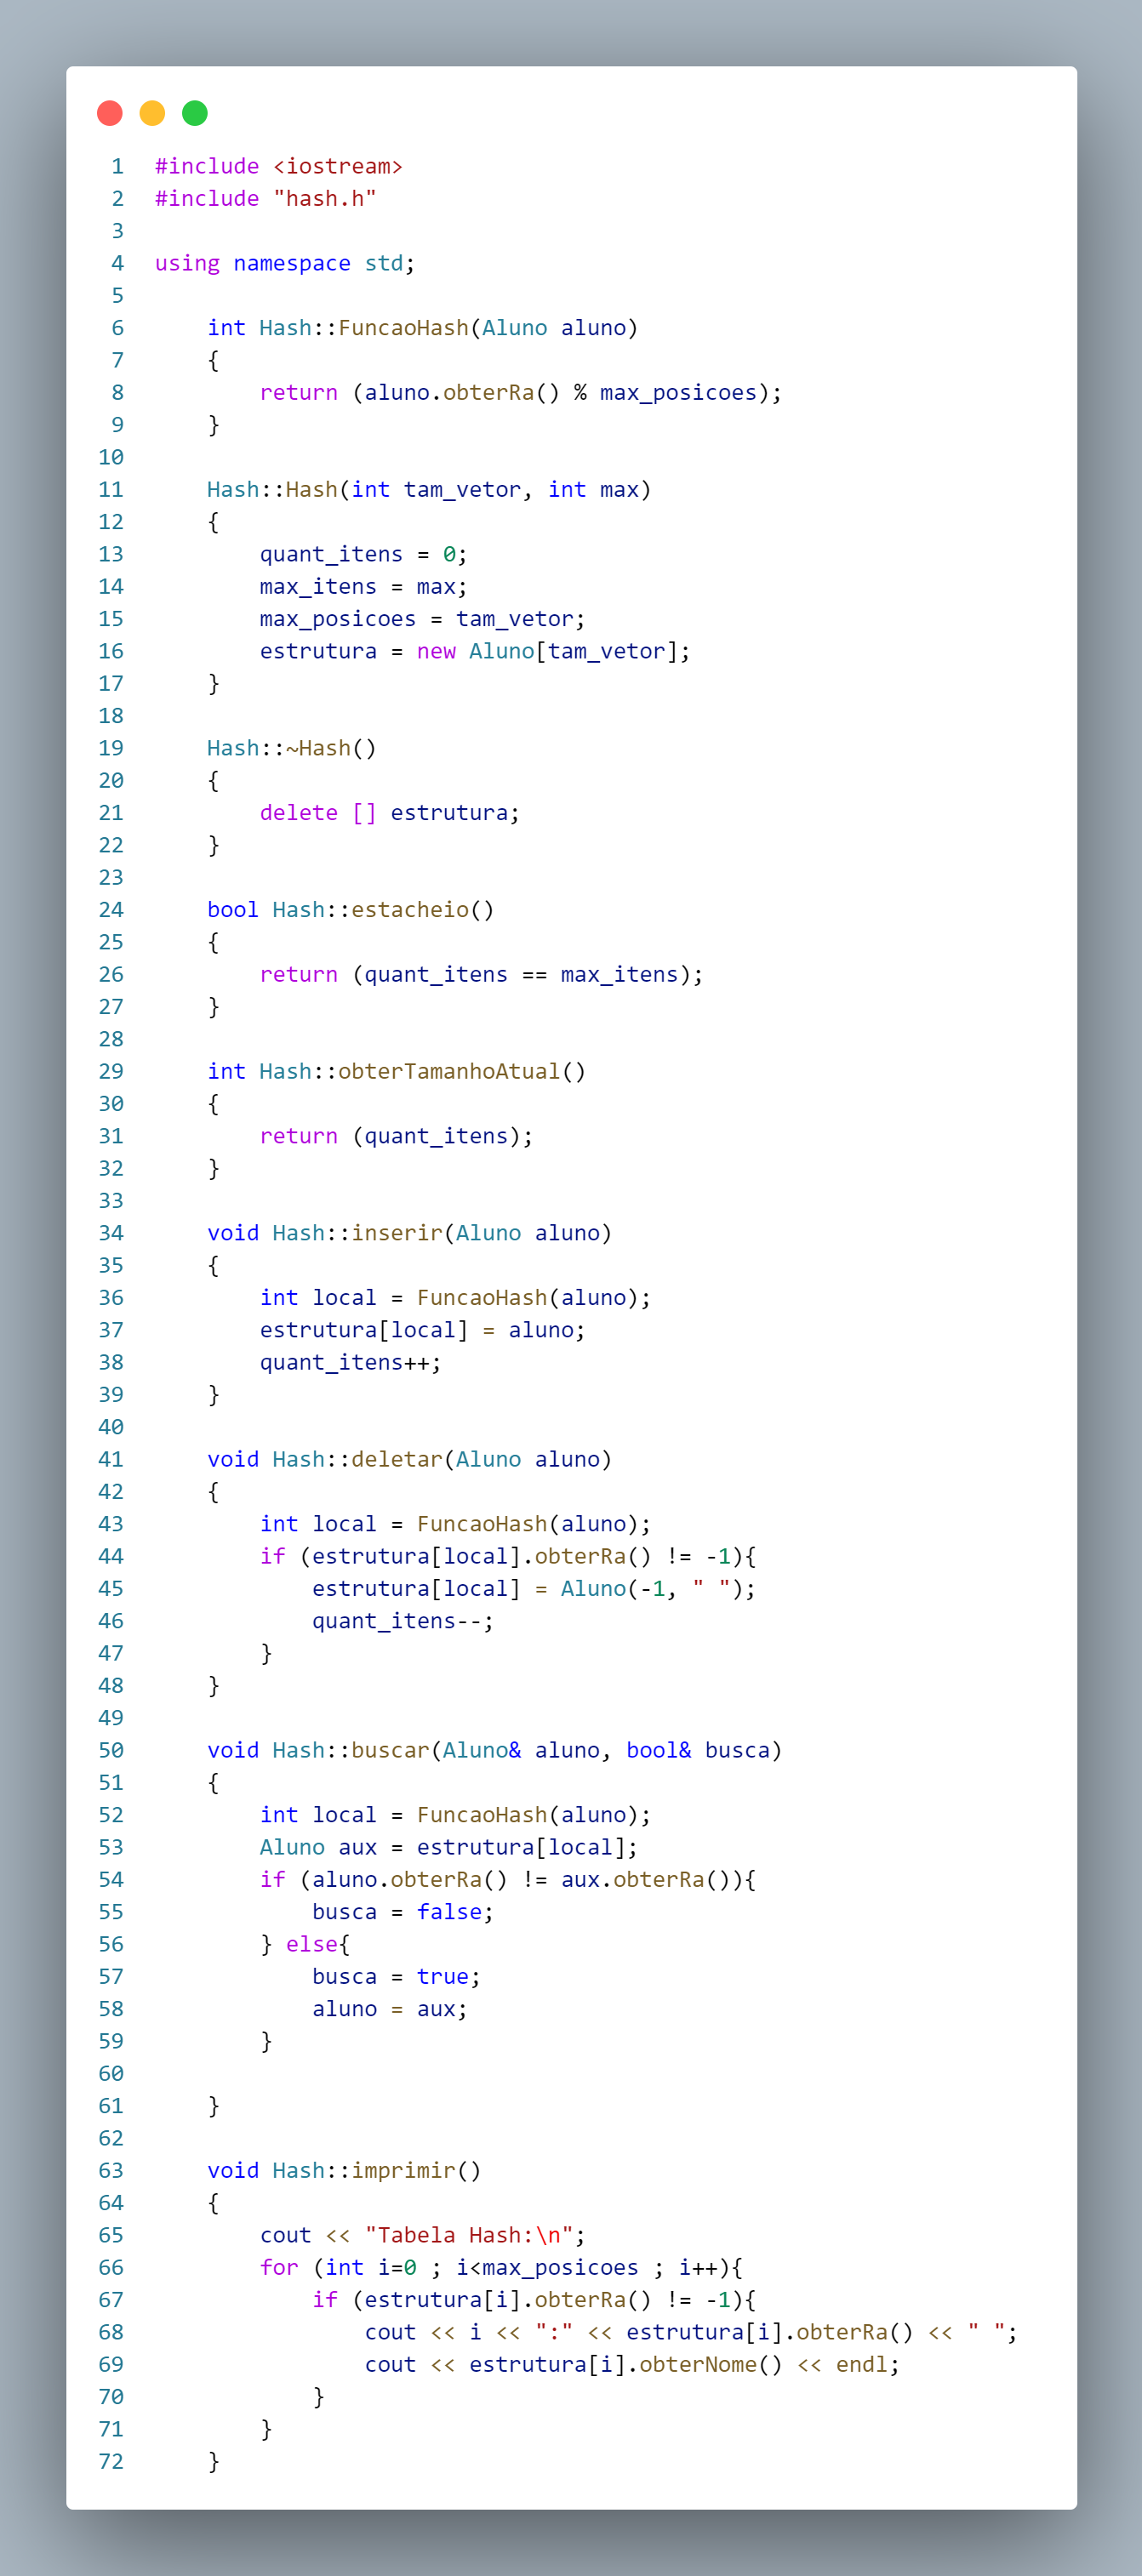 1 #include <iostream>
2 #include "hash.h"
3
4 using namespace std;
5
6     int Hash::FuncaoHash(Aluno aluno)
7     {
8         return (aluno.obterRa() % max_posicoes);
9     }
10
11     Hash::Hash(int tam_vetor, int max)
12     {
13         quant_itens = 0;
14         max_itens = max;
15         max_posicoes = tam_vetor;
16         estrutura = new Aluno[tam_vetor];
17     }
18
19     Hash::~Hash()
20     {
21         delete [] estrutura;
22     }
23
24     bool Hash::estacheio()
25     {
26         return (quant_itens == max_itens);
27     }
28
29     int Hash::obterTamanhoAtual()
30     {
31         return (quant_itens);
32     }
33
34     void Hash::inserir(Aluno aluno)
35     {
36         int local = FuncaoHash(aluno);
37         estrutura[local] = aluno;
38         quant_itens++;
39     }
40
41     void Hash::deletar(Aluno aluno)
42     {
43         int local = FuncaoHash(aluno);
44         if (estrutura[local].obterRa() != -1){
45             estrutura[local] = Aluno(-1, " ");
46             quant_itens--;
47         }
48     }
49
50     void Hash::buscar(Aluno& aluno, bool& busca)
51     {
52         int local = FuncaoHash(aluno);
53         Aluno aux = estrutura[local];
54         if (aluno.obterRa() != aux.obterRa()){
55             busca = false;
56         } else{
57             busca = true;
58             aluno = aux;
59         }
60
61     }
62
63     void Hash::imprimir()
64     {
65         cout << "Tabela Hash:\n";
66         for (int i=0 ; i<max_posicoes ; i++){
67             if (estrutura[i].obterRa() != -1){
68                 cout << i << ":" << estrutura[i].obterRa() << " ";
69                 cout << estrutura[i].obterNome() << endl;
70             }
71         }
72     }